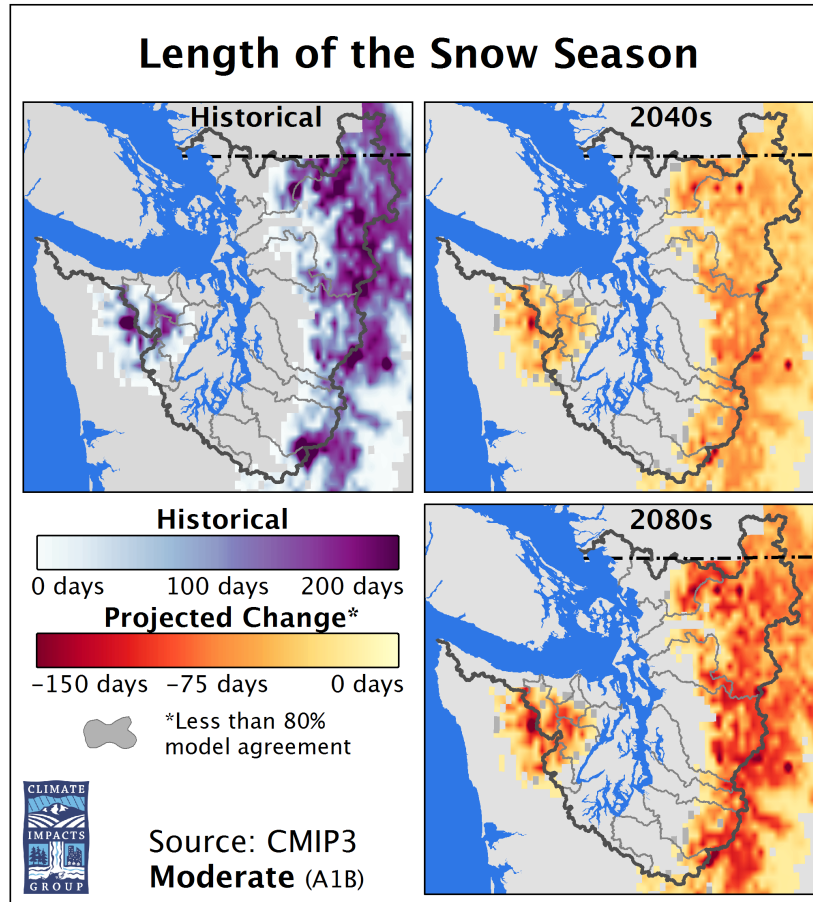 Length of the Snow Season
Historical
2040s
Historical
0 days 100 days 200 days
Projected Change*
−150 days −75 days 0 days
*Less than 80%
model agreement
2080s
CLIMATE
IMPACTS
GROUP
Source: CMIP3
Moderate (A1B)